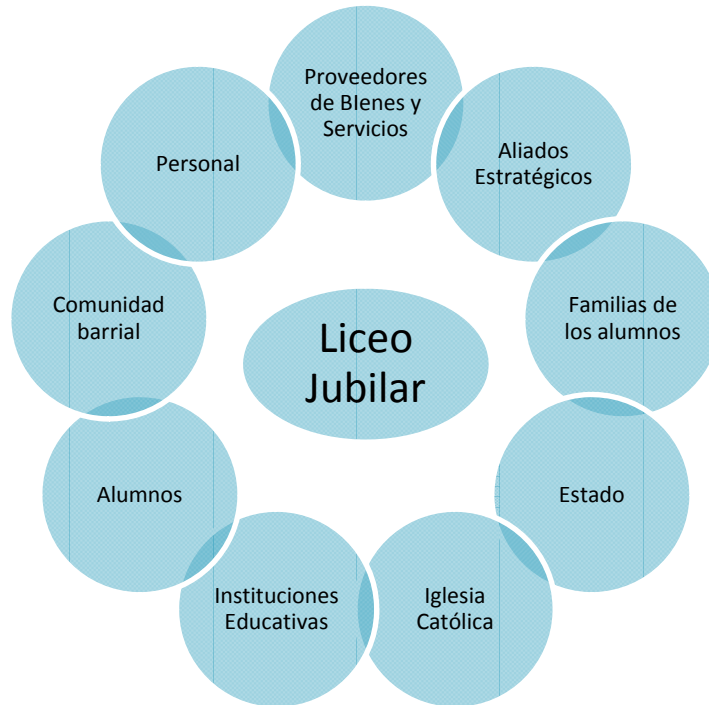 Proveedores
de BIenes y
Servicios
Aliados
Estratégicos
Familias de
los alumnos
Estado
Iglesia
Católica
Instituciones
Educativas
Alumnos
Comunidad
barrial
Personal
Liceo
Jubilar